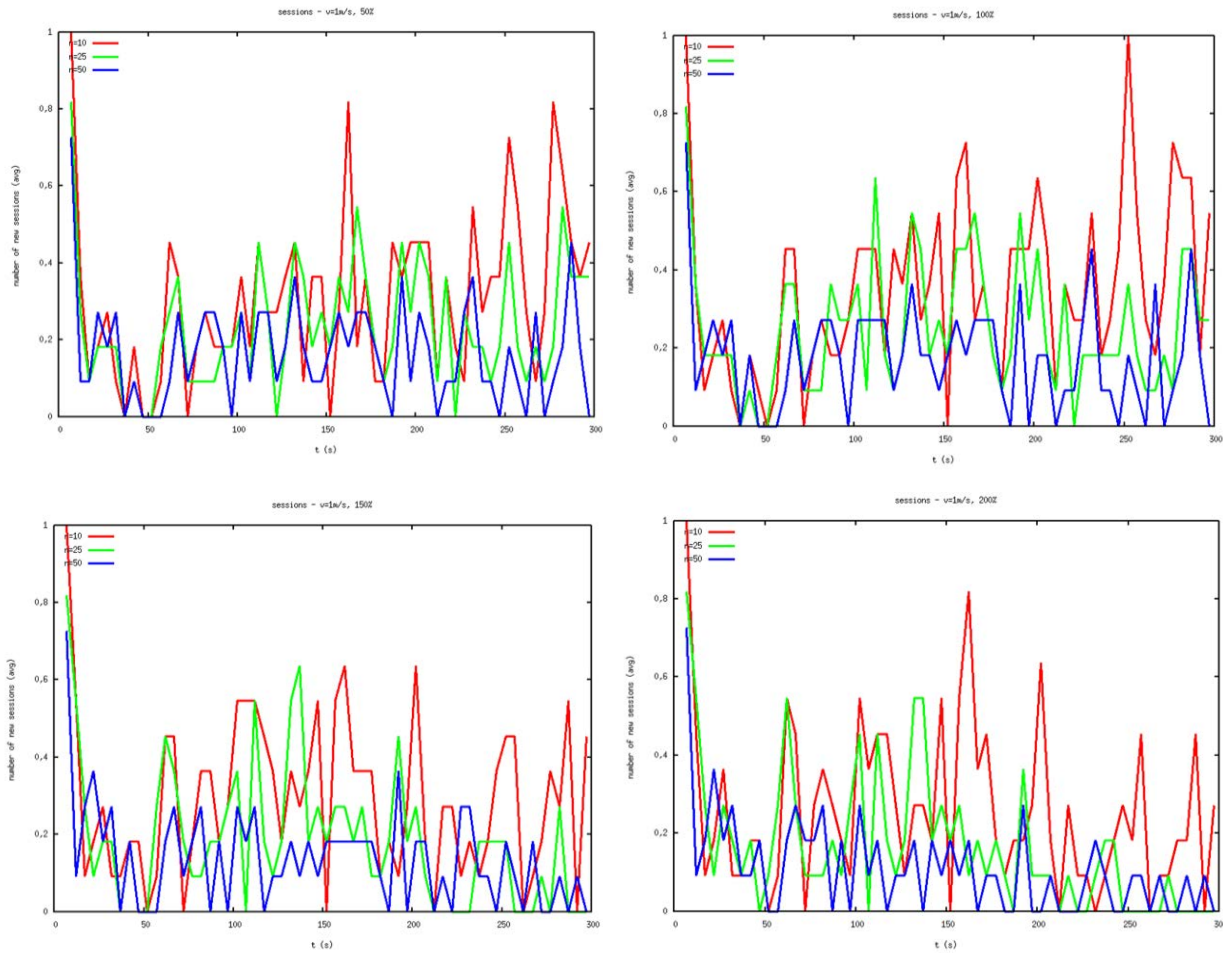 sessions - v=1m/s, 50%
number of new sessions (avg)
1
0,8
0,6
0,4
0,2
0
n=10
n=25
n=50
0 50 100 150 200 250 300
t (s)
sessions - v=1m/s, 100%
number of new sessions (avg)
1
0,8
0,6
0,4
0,2
0
n=10
n=25
n=50
0 50 100 150 200 250 300
t (s)
sessions - v=1m/s, 150%
number of new sessions (avg)
1
0,8
0,6
0,4
0,2
0
n=10
n=25
n=50
0 50 100 150 200 250 300
t (s)
sessions - v=1m/s, 200%
number of new sessions (avg)
1
0,8
0,6
0,4
0,2
0
n=10
n=25
n=50
0 50 100 150 200 250 30
t (s)